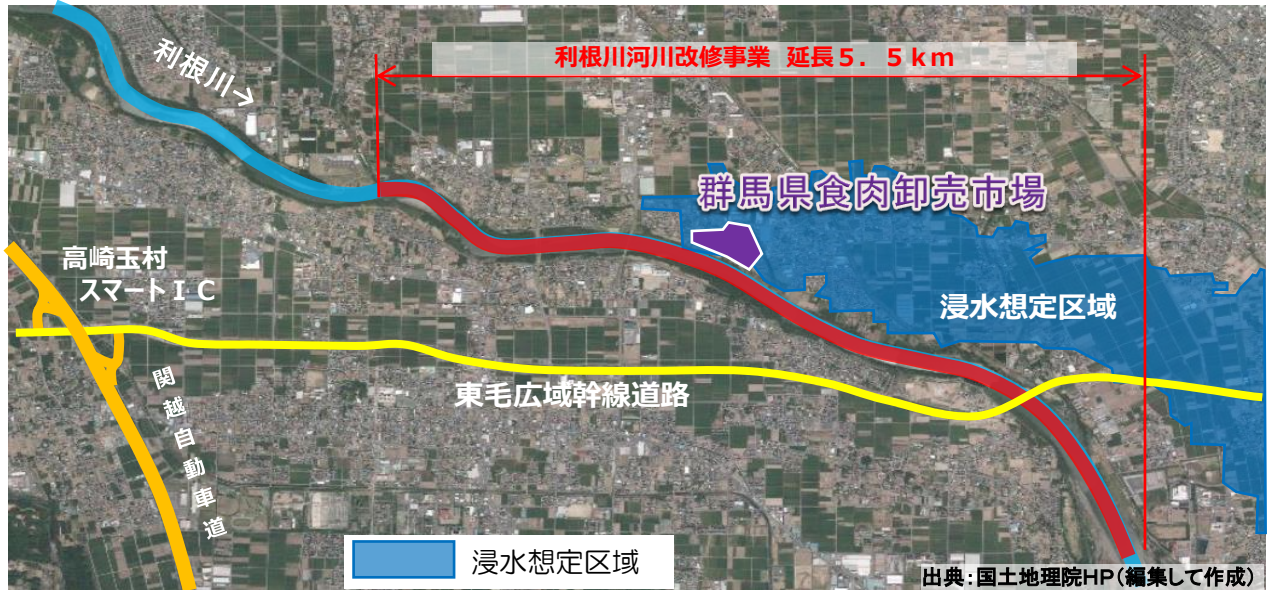 利根川河川改修事業 延長5.5km
利根川→
群馬県食肉卸売市場
高崎玉村
スマートIC
浸水想定区域
東毛広域幹線道路
関越自動車道
浸水想定区域
出典:国土地理院HP(編集して作成)